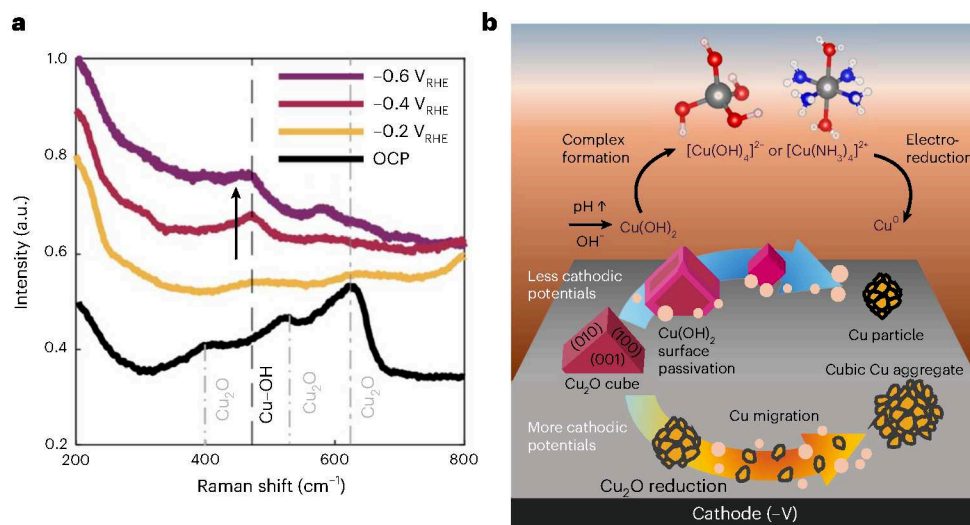 a
1.0
0.8
0.6
0.4
0.2
Intensity (a.u.)
–0.6 V_RHE
–0.4 V_RHE
–0.2 V_RHE
OCP
Cu₂O
Cu–OH
Cu₂O
Cu₂O
200
400
600
800
Raman shift (cm⁻¹)
b
Complex
formation
[Cu(OH)₄]²⁻ or [Cu(NH₃)₄]²⁺
Electro-
reduction
pH ↑
OH⁻
Cu(OH)₂
Cu⁰
Less cathodic
potentials
(010)
(100)
(001)
Cu₂O cube
Cu(OH)₂
surface
passivation
Cu particle
Cubic Cu aggregate
More cathodic
potentials
Cu migration
Cu₂O reduction
Cathode (–V)